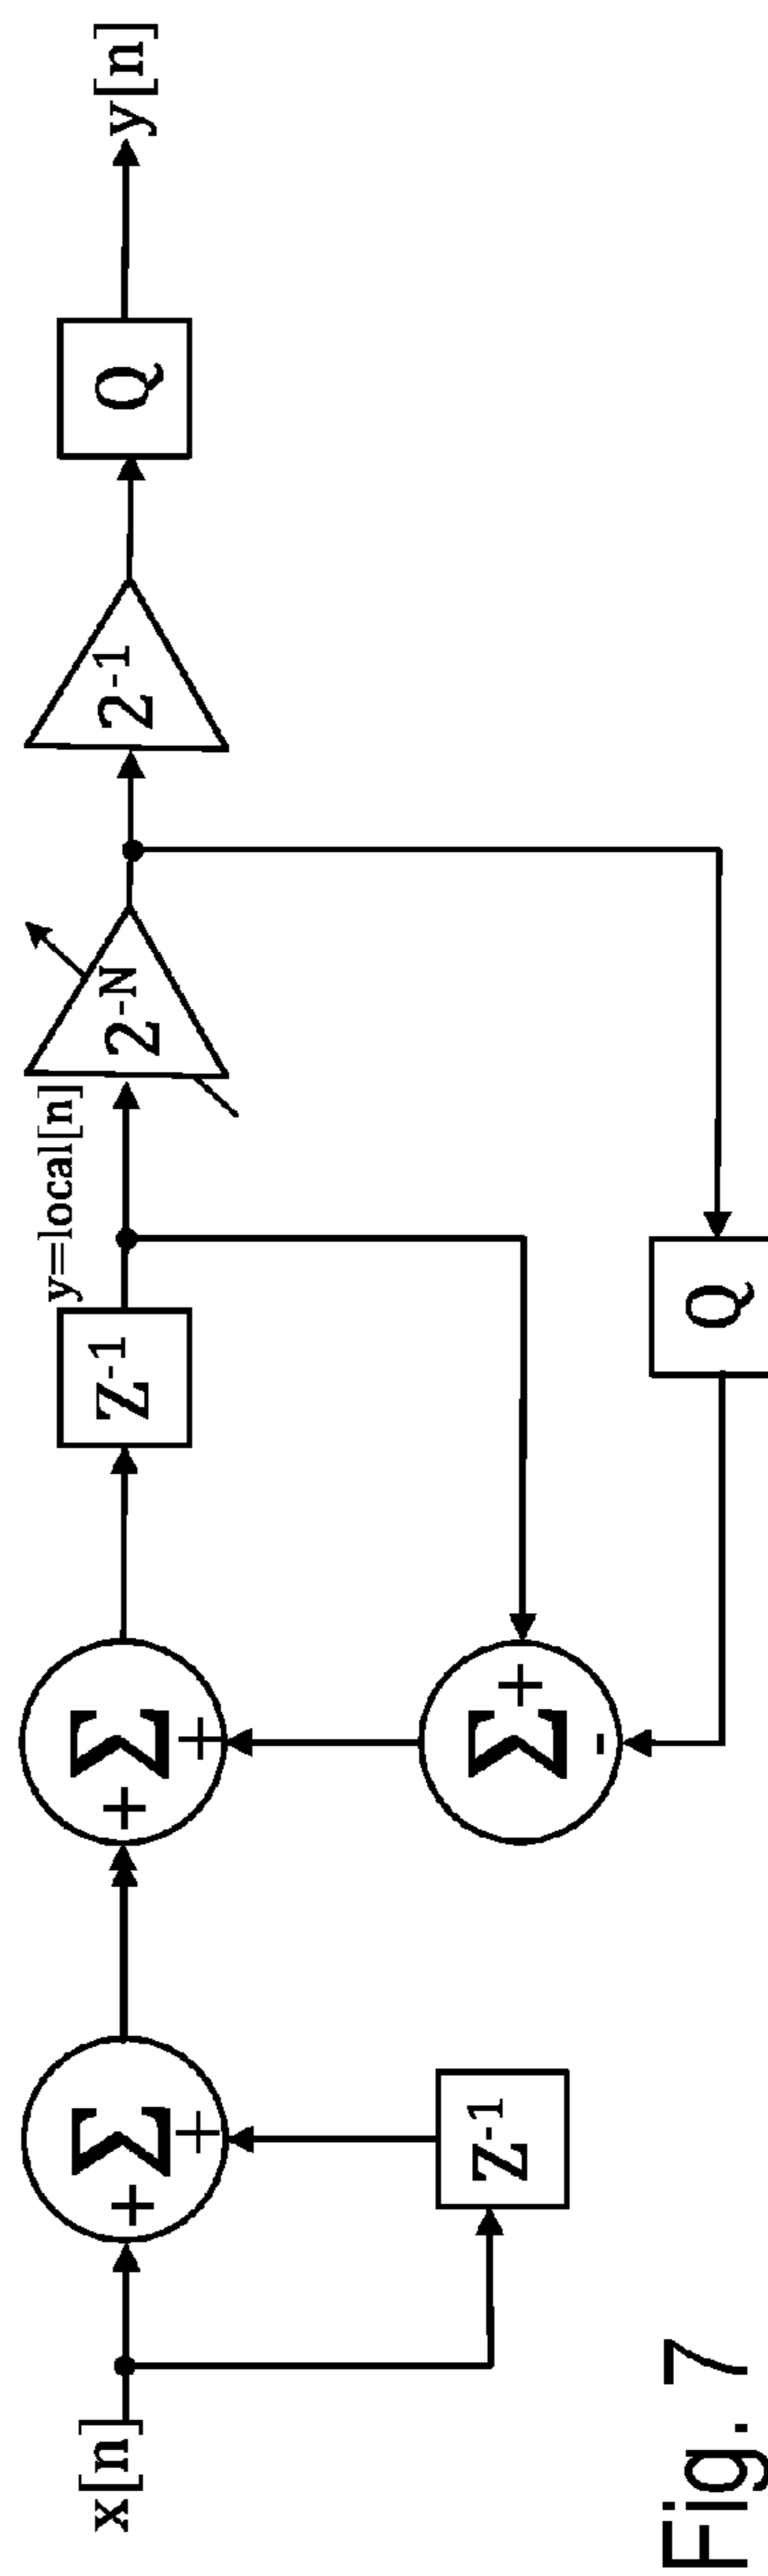 x[n]
+
Σ
+
Z⁻¹
+
Σ
+
Σ
+
-
Z⁻¹
y=local[n]
2⁻ᴺ
Q
2⁻¹
Q
y[n]
Fig. 7